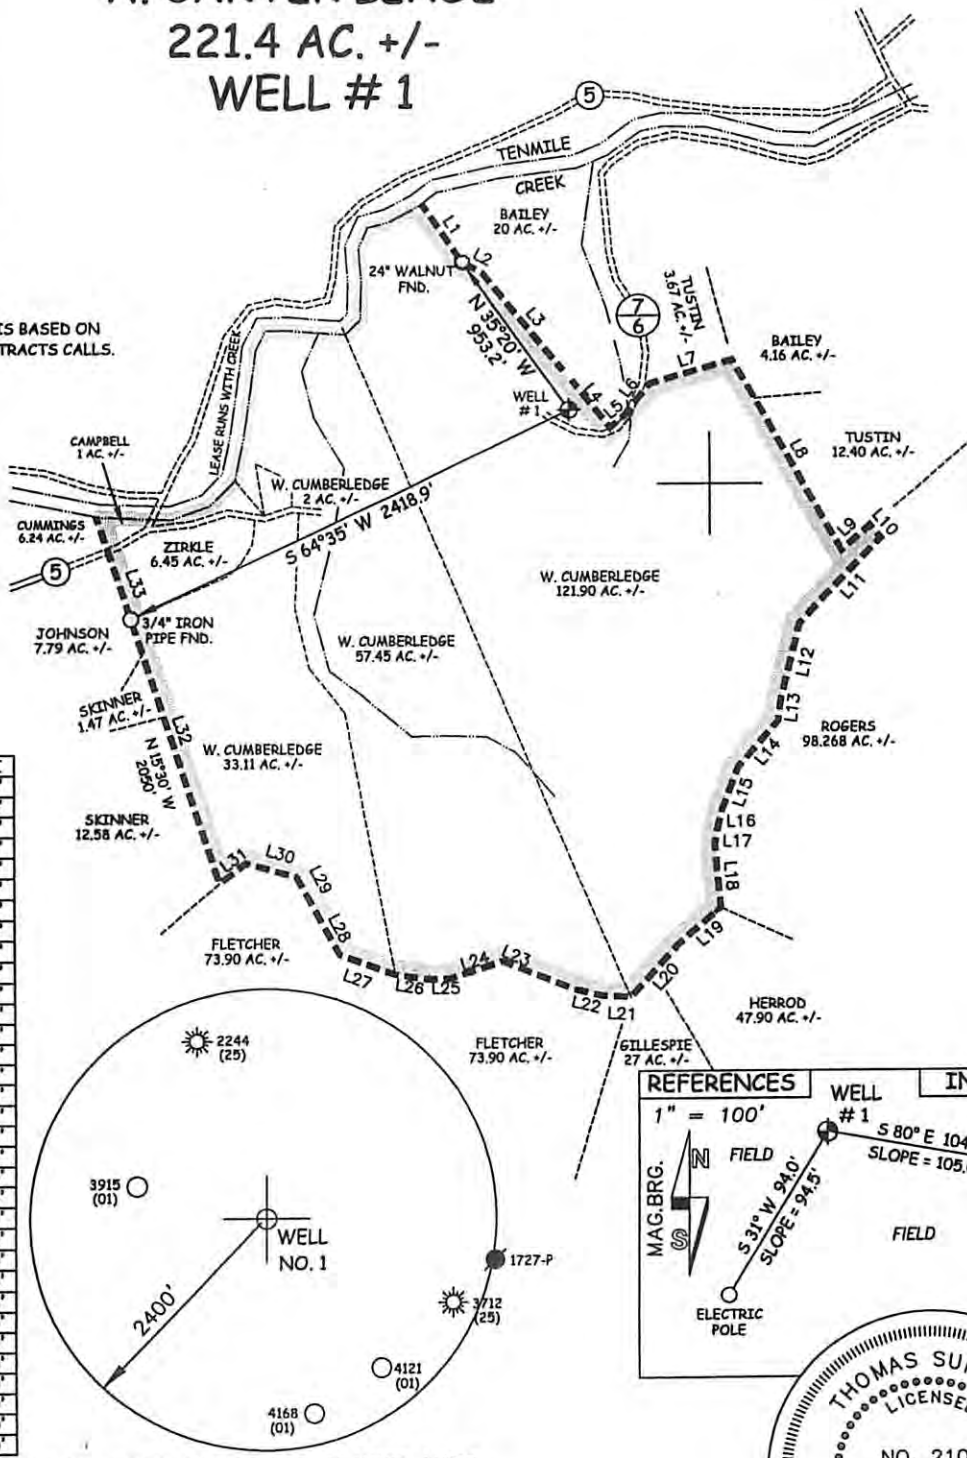 221.4 AC. +/-
WELL # 1
5
TENMILE
CREEK
BAILEY
20 AC. +/-
L1
L2
24" WALNUT
FND.
N 35°20' W
953.2'
L3
7
6
TUSTIN
3.67 AC. +/-
IS BASED ON
TRACTS CALLS.
L7
BAILEY
4.16 AC. +/-
LEASE RUNS WITH CREEK
WELL
#1
L4
L5
L6
CAMPBELL
1 AC. +/-
L8
TUSTIN
12.40 AC. +/-
W. CUMBERLEDGE
2 AC. +/-
S 64°35' W 2418.9'
CUMMINGS
6.24 AC. +/-
ZIRKLE
6.45 AC. +/-
L9
L10
5
L33
L11
W. CUMBERLEDGE
121.90 AC. +/-
JOHNSON
7.79 AC. +/-
3/4" IRON
PIPE FND.
W. CUMBERLEDGE
57.45 AC. +/-
L12
SKINNER
1.47 AC. +/-
L32
L13
N 15°30' W
2050'
W. CUMBERLEDGE
33.11 AC. +/-
L14
ROGERS
98.268 AC. +/-
L15
SKINNER
12.58 AC. +/-
L16
L17
L31
L30
L29
L18
L28
L19
FLETCHER
73.90 AC. +/-
L27
L26
L25
L24
L23
L20
L22
L21
HERROD
47.90 AC. +/-
FLETCHER
73.90 AC. +/-
GILLESPIE
27 AC. +/-
2244
(25)
3915
(01)
WELL
NO. 1
2400'
1727-P
3712
(25)
4121
(01)
4168
(01)
REFERENCES
1" = 100'
WELL
#1
MAG.BRG.
N
S
FIELD
S 80° E 104
SLOPE = 105.
S 31° W 94.0'
SLOPE = 94.5'
FIELD
ELECTRIC
POLE
THOMAS SU
LICENSE